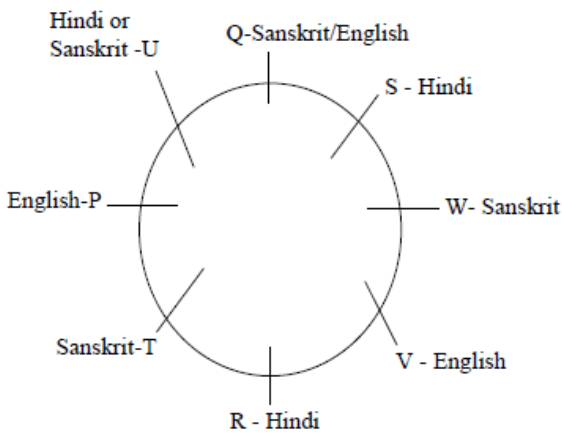 Hindi or
Sanskrit -U
Q-Sanskrit/English
S - Hindi
English-P
W- Sanskrit
Sanskrit-T
V - English
R - Hindi